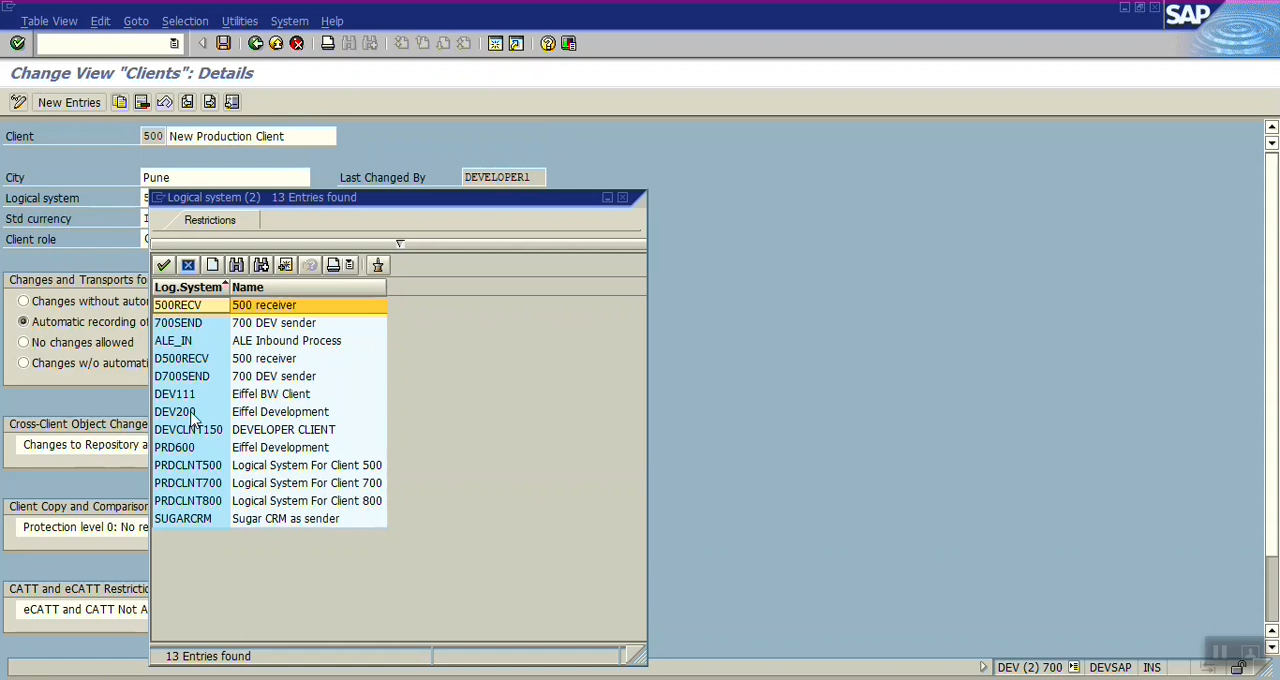 Table View Edit Goto Selection Utilities System Help
SAP
Change View "Clients": Details
New Entries
Client 500 New Production Client
City Pune Last Changed By DEVELOPER1
Logical system
Std currency
Client role
Logical system (2) 13 Entries found
Restrictions
Log.System Name
500RECV 500 receiver
700SEND 700 DEV sender
ALE_IN ALE Inbound Process
D500RECV 500 receiver
D700SEND 700 DEV sender
DEV111 Eiffel BW Client
DEV200 Eiffel Development
DEVCLNT150 DEVELOPER CLIENT
PRD600 Eiffel Development
PRDCLNT500 Logical System For Client 500
PRDCLNT700 Logical System For Client 700
PRDCLNT800 Logical System For Client 800
SUGARCRM Sugar CRM as sender
13 Entries found
Changes and Transports fo
Changes without auto
Automatic recording of
No changes allowed
Changes w/o automati
Cross-Client Object Change
Changes to Repository a
Client Copy and Comparison
Protection level 0: No re
CATT and eCATT Restrictio
eCATT and CATT Not A
DEV (2) 700 DEVSAP INS